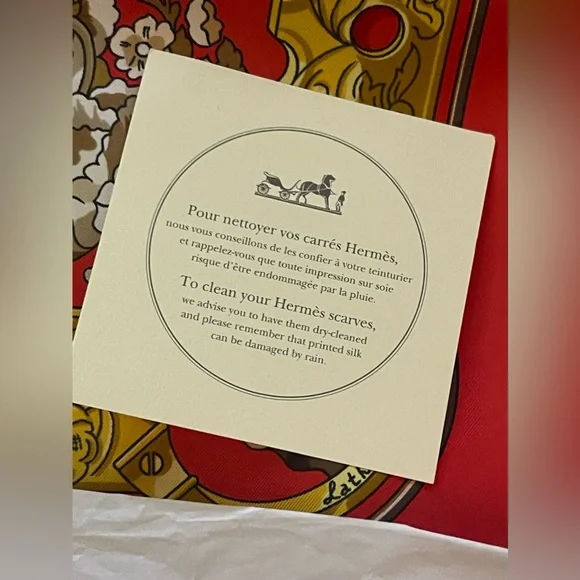 Pour nettoyer vos carrés Hermès,
nous vous conseillons de les confier à votre teinturier
et rappelez-vous que toute impression sur soie
risque d'être endommagée par la pluie.
To clean your Hermès scarves,
we advise you to have them dry-cleaned
and please remember that printed silk
can be damaged by rain.